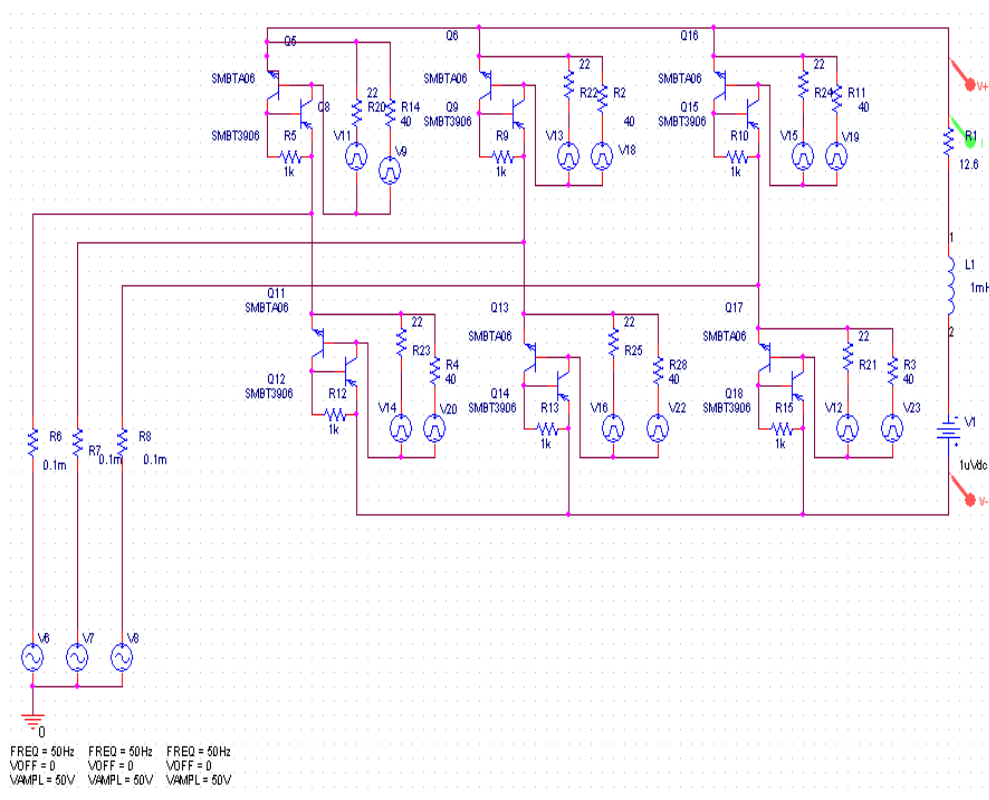 Q5
Q6
Q16
V+
SMBTA06
22
SMBTA06
22
SMBTA06
22
Q8
R20
R14
40
Q9
R22
R2
40
Q15
R24
R11
40
SMBT3906
SMBT3906
SMBT3906
R5
1k
V11
V9
R9
1k
V13
V18
R10
1k
V15
V19
R1
12.6
I
1
L1
1mH
2
Q11
SMBTA06
Q13
SMBTA06
Q17
SMBTA06
22
R23
R4
40
22
R25
R28
40
22
R21
R3
40
Q12
SMBT3906
Q14
SMBT3906
Q18
SMBT3906
R12
1k
V14
V20
R13
1k
V16
V22
R15
1k
V12
V23
V1
1uVdc
V-
R6
0.1m
R7
0.1m
R8
0.1m
V6
V7
V8
0
FREQ = 50Hz FREQ = 50Hz FREQ = 50Hz
VOFF = 0 VOFF = 0 VOFF = 0
VAMPL = 50V VAMPL = 50V VAMPL = 50V